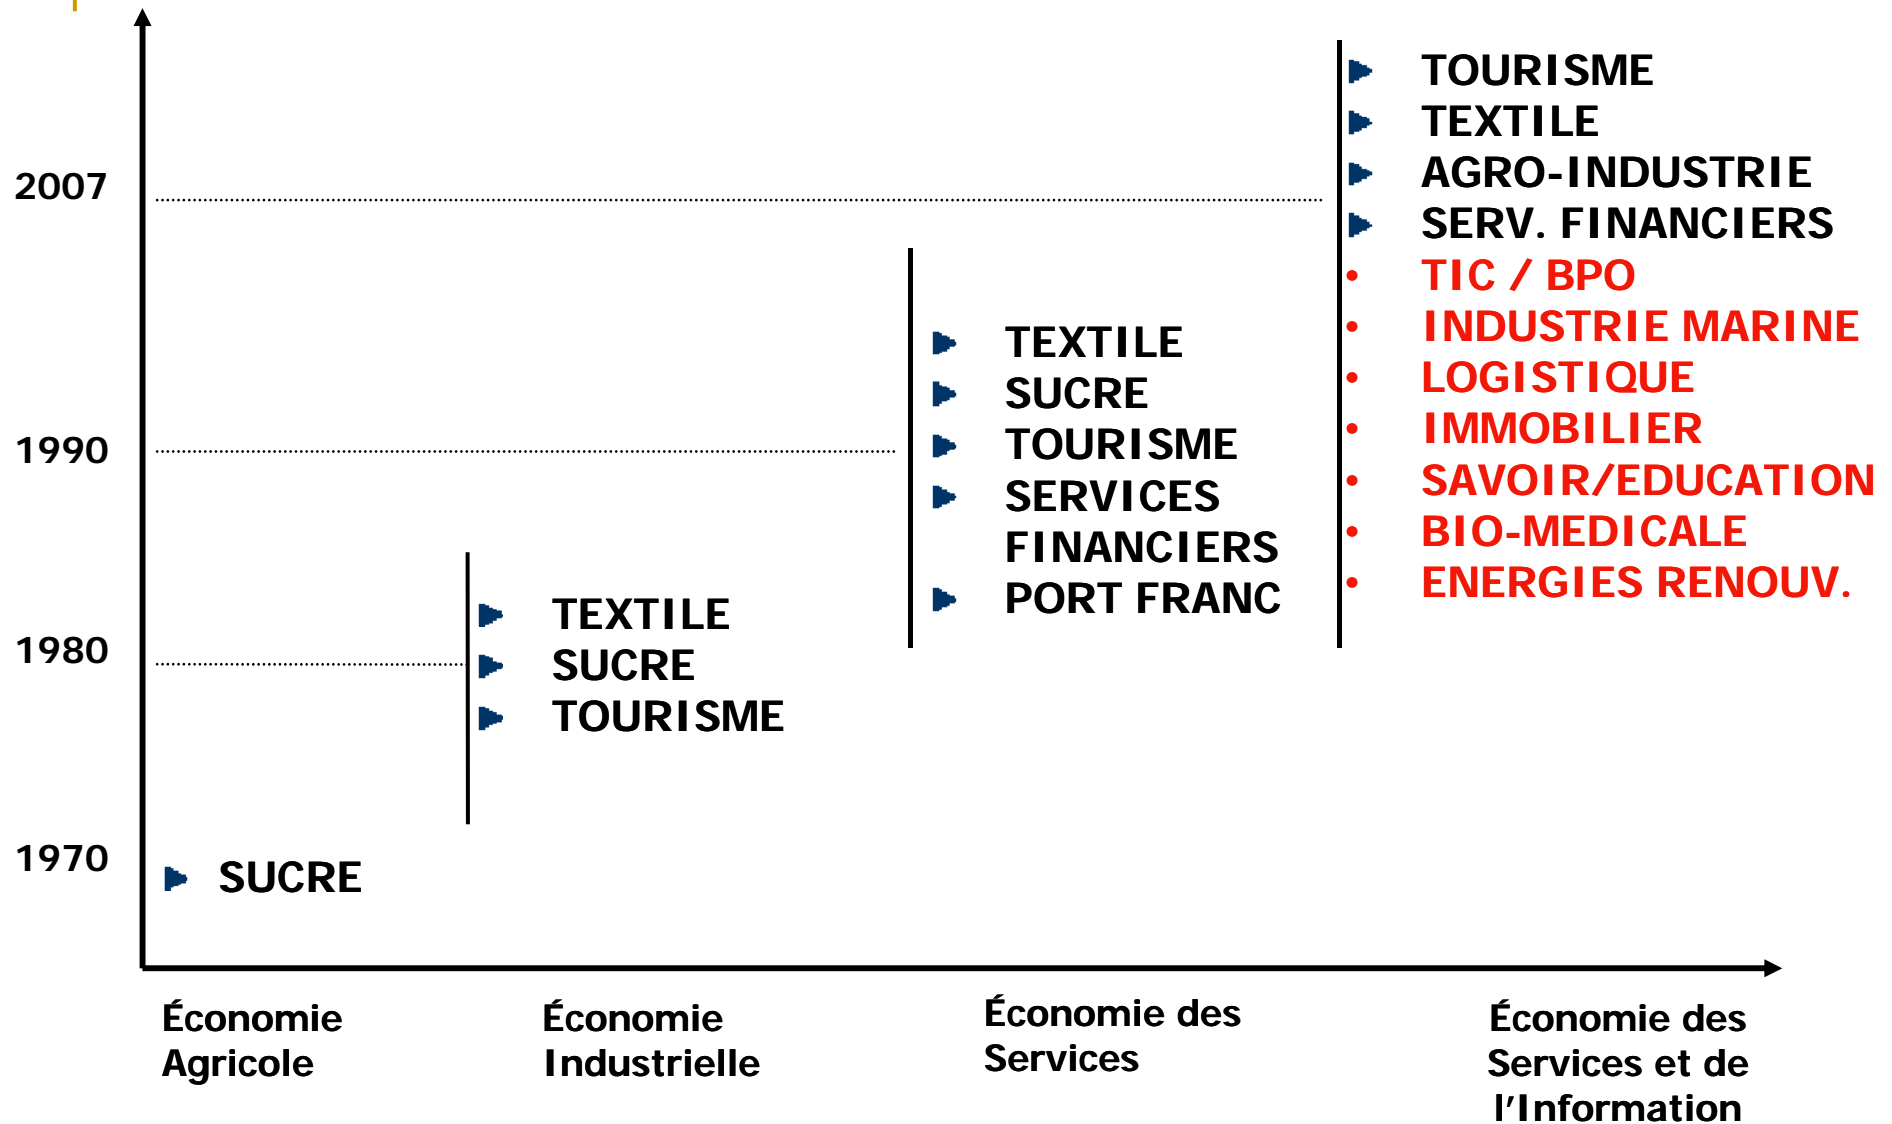 2007
1990
1980
1970
SUCRE
TEXTILE
SUCRE
TOURISME
TEXTILE
SUCRE
TOURISME
SERVICES
FINANCIERS
PORT FRANC
TOURISME
TEXTILE
AGRO-INDUSTRIE
SERV. FINANCIERS
TIC / BPO
INDUSTRIE MARINE
LOGISTIQUE
IMMOBILIER
SAVOIR/EDUCATION
BIO-MEDICALE
ENERGIES RENOUV.
Économie
Agricole
Économie
Industrielle
Économie des
Services
Économie des
Services et de
l'Information